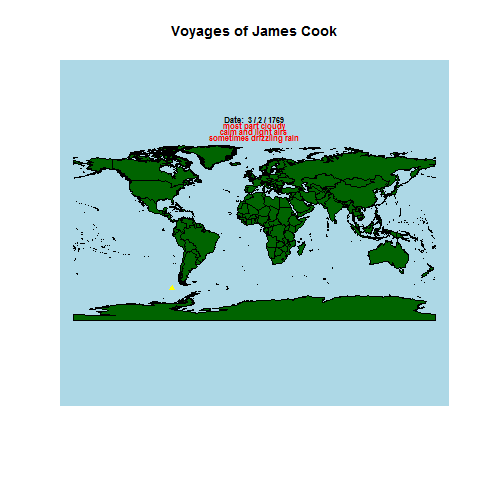 Voyages of James Cook
Date:  3 / 2 / 1769
most part cloudy
calm and light airs
sometimes drizzling rain